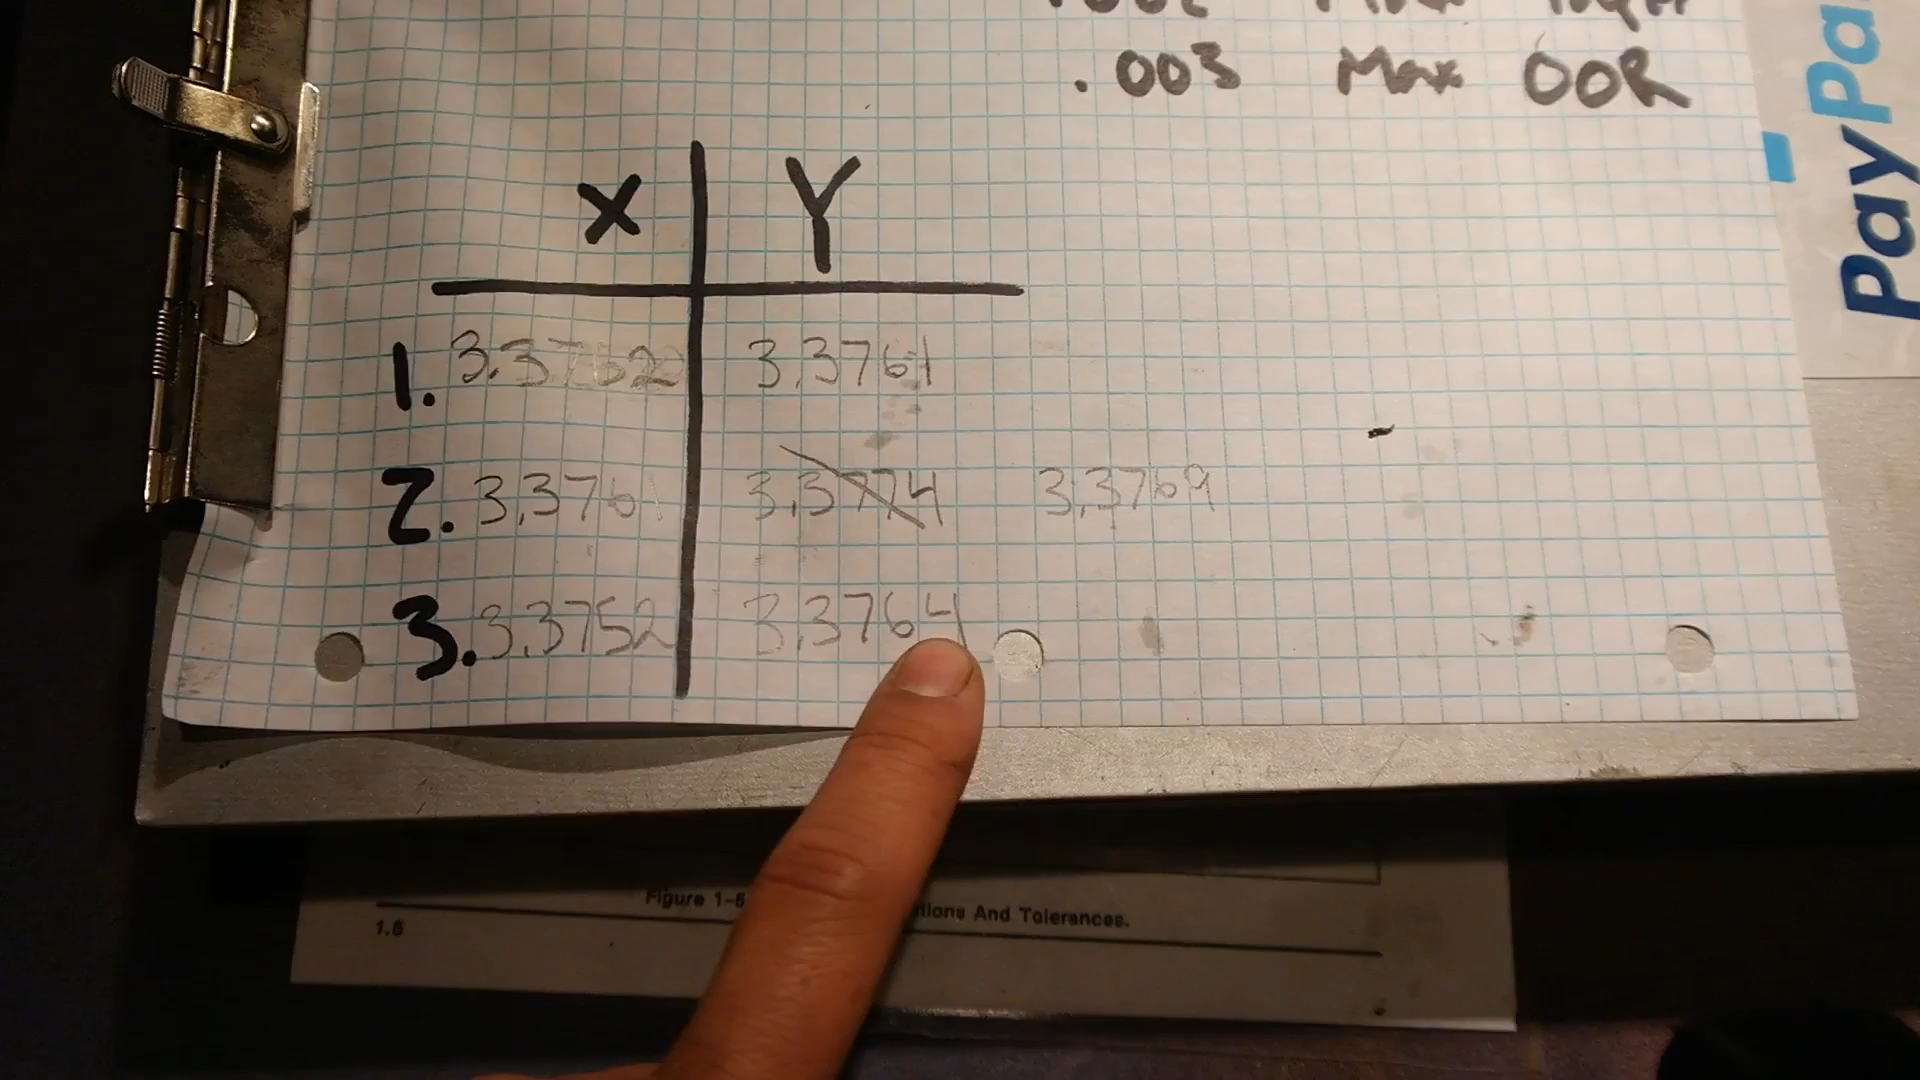 .003 Max OOR
PayPa
X Y
1. 3.3752 3.3761
2. 3.3761 3.3774 3.3769
3. 3.3752 3.3764
Figure 1-6 And Tolerances.
1.6